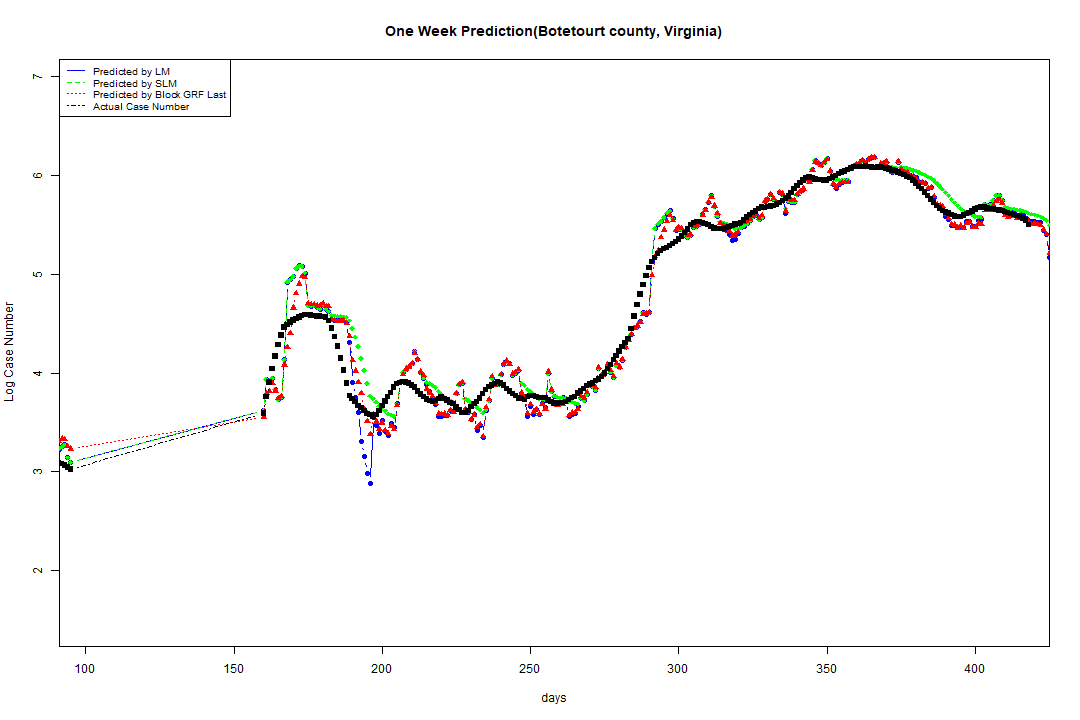 One Week Prediction(Botetourt county, Virginia)
Predicted by LM
Predicted by SLM
Predicted by Block GRF Last
Actual Case Number
7
6
5
4
3
2
Log Case Number
100 150 200 250 300 350 400
days